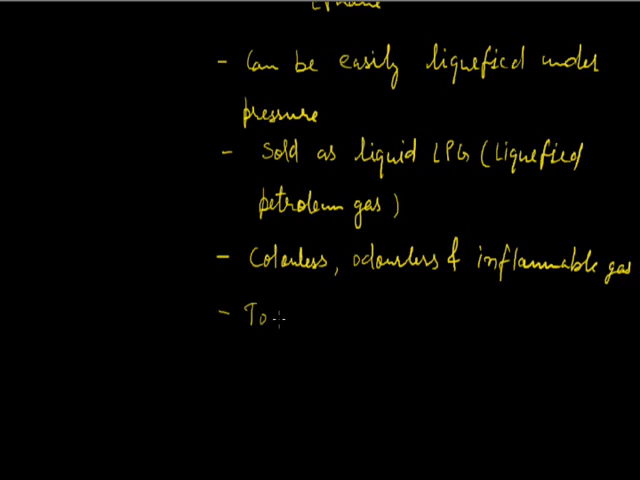 - Can be easily liquefied under
pressure
- Sold as liquid LPG (Liquefied
petroleum gas)
- Colourless, odourless & inflammable gas
- To